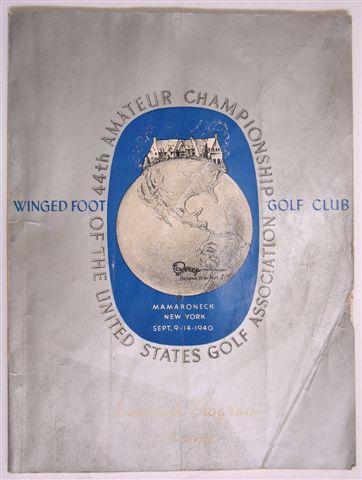 44th AMATEUR CHAMPIONSHIP
OF THE UNITED STATES GOLF ASSOCIATION
WINGED FOOT GOLF CLUB
MAMARONECK
NEW YORK
SEPT. 9-14-1940
Program